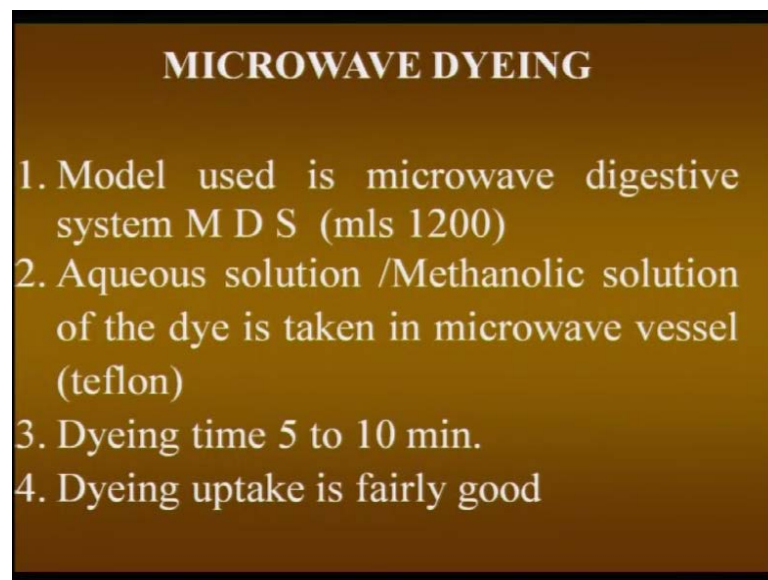 MICROWAVE DYEING
1. Model used is microwave digestive
system M D S (mls 1200)
2. Aqueous solution /Methanolic solution
of the dye is taken in microwave vessel
(teflon)
3. Dyeing time 5 to 10 min.
4. Dyeing uptake is fairly good